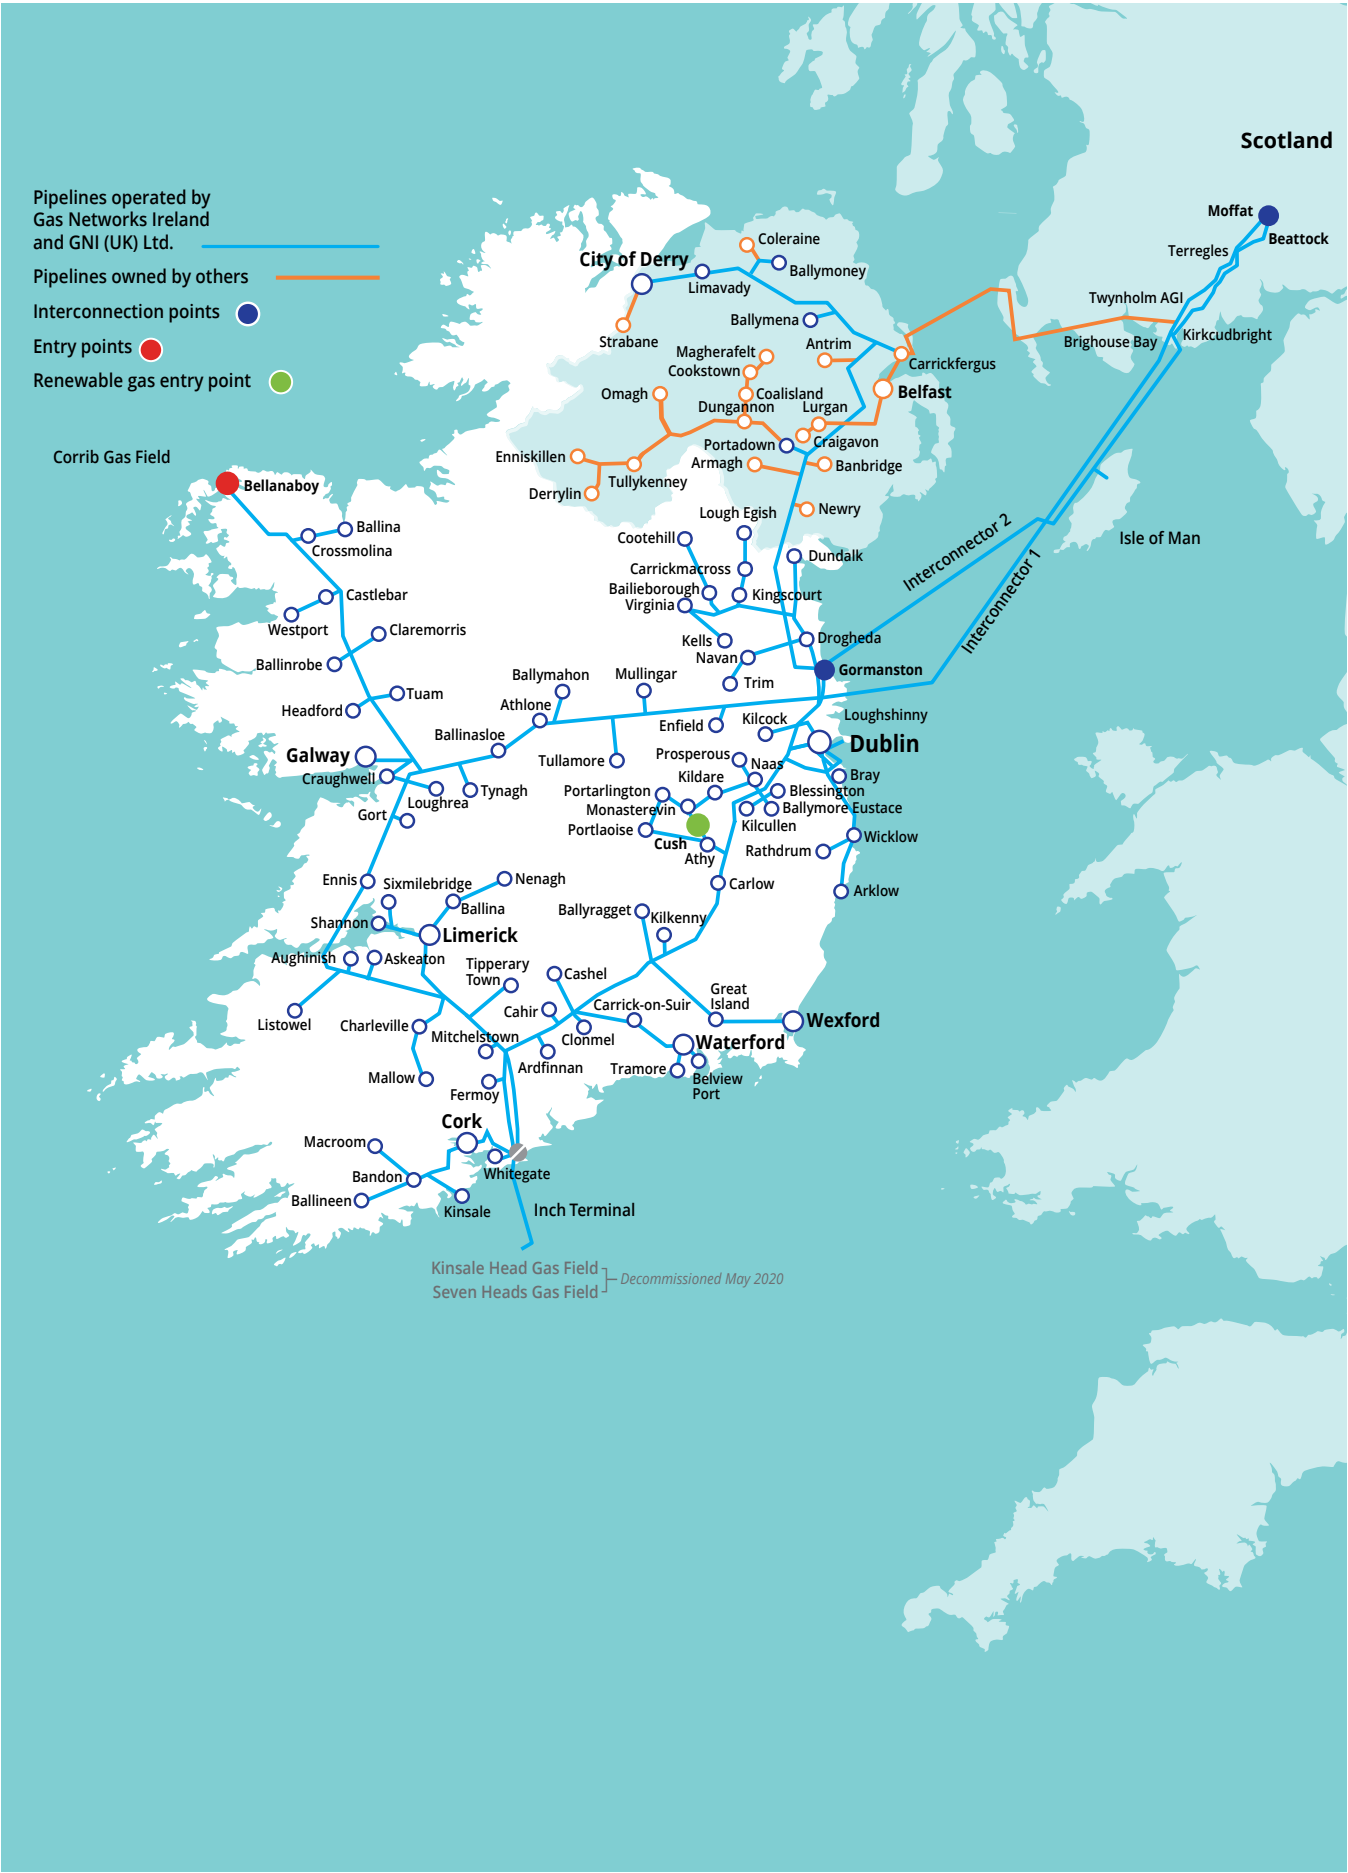 Scotland
Pipelines operated by
Gas Networks Ireland
and GNI (UK) Ltd.
Pipelines owned by others
Interconnection points
Entry points
Renewable gas entry point
Moffat
Beattock
Terregles
Twynholm AGI
Kirkcudbright
Brighouse Bay
Coleraine
City of Derry
Ballymoney
Limavady
Ballymena
Strabane
Antrim
Magherafelt
Carrickfergus
Cookstown
Omagh
Coalisland
Belfast
Dungannon
Lurgan
Portadown
Craigavon
Corrib Gas Field
Enniskillen
Armagh
Banbridge
Tullykenney
Derrylin
Bellanaboy
Newry
Lough Egish
Ballina
Crossmolina
Cootehill
Isle of Man
Interconnector 2
Interconnector 1
Dundalk
Carrickmacross
Bailieborough
Kingscourt
Castlebar
Virginia
Westport
Claremorris
Kells
Drogheda
Ballinrobe
Navan
Gormanston
Ballymahon
Mullingar
Trim
Tuam
Headford
Athlone
Enfield
Kilcock
Loughshinny
Ballinasloe
Dublin
Galway
Tullamore
Prosperous
Naas
Craughwell
Kildare
Bray
Loughrea
Tynagh
Portarlington
Blessington
Gort
Monasterevin
Ballymore Eustace
Portlaoise
Kilcullen
Cush
Wicklow
Athy
Rathdrum
Ennis
Sixmilebridge
Nenagh
Carlow
Arklow
Ballina
Ballyragget
Kilkenny
Shannon
Limerick
Aughinish
Askeaton
Tipperary
Town
Cashel
Great
Island
Listowel
Charleville
Cahir
Carrick-on-Suir
Wexford
Mitchelstown
Clonmel
Waterford
Ardfinnan
Tramore
Mallow
Belview
Port
Fermoy
Cork
Macroom
Whitegate
Bandon
Ballineen
Kinsale
Inch Terminal
Kinsale Head Gas Field
Decommissioned May 2020
Seven Heads Gas Field